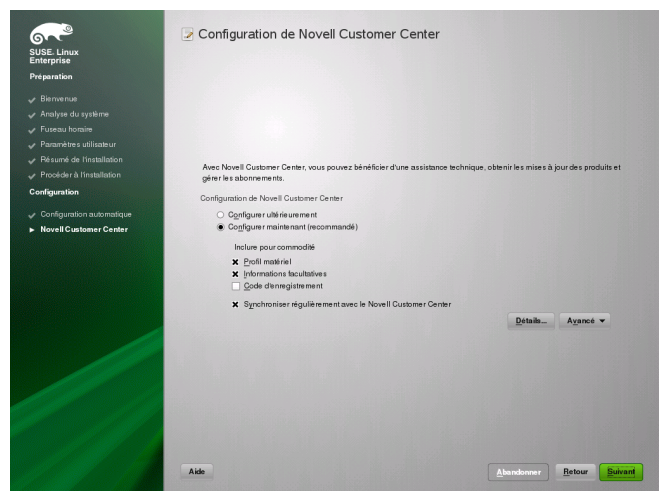 SUSE. Linux
Enterprise
Préparation
Bienvenue
Analyse du système
Fuseau horaire
Paramètres utilisateur
Résumé de l'installation
Procéder à l'installation
Configuration
Configuration automatique
Novell Customer Center
Configuration de Novell Customer Center
Avec Novell Customer Center, vous pouvez bénéficier d'une assistance technique, obtenir les mises à jour des produits et
gérer les abonnements.
Configuration de Novell Customer Center
Configurer ultérieurement
Configurer maintenant (recommandé)
Inclure pour commodité
Profil matériel
Informations facultatives
Code d'enregistrement
Synchroniser régulièrement avec le Novell Customer Center
Détails... Avancé
Aide Abandonner Retour Suivant